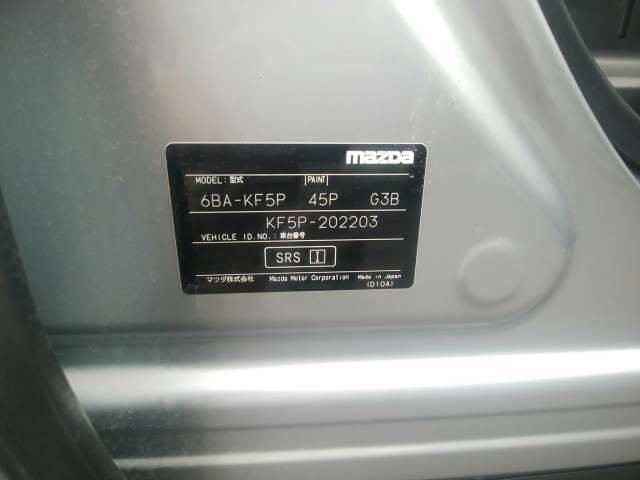 mazda
MODEL:型式 PAINT
6BA-KF5P 45P G3B
KF5P-202203
VEHICLE ID.NO.:車台番号
SRS
マツダ株式会社 Mazda Motor Corporation Made in Japan
(D10A)